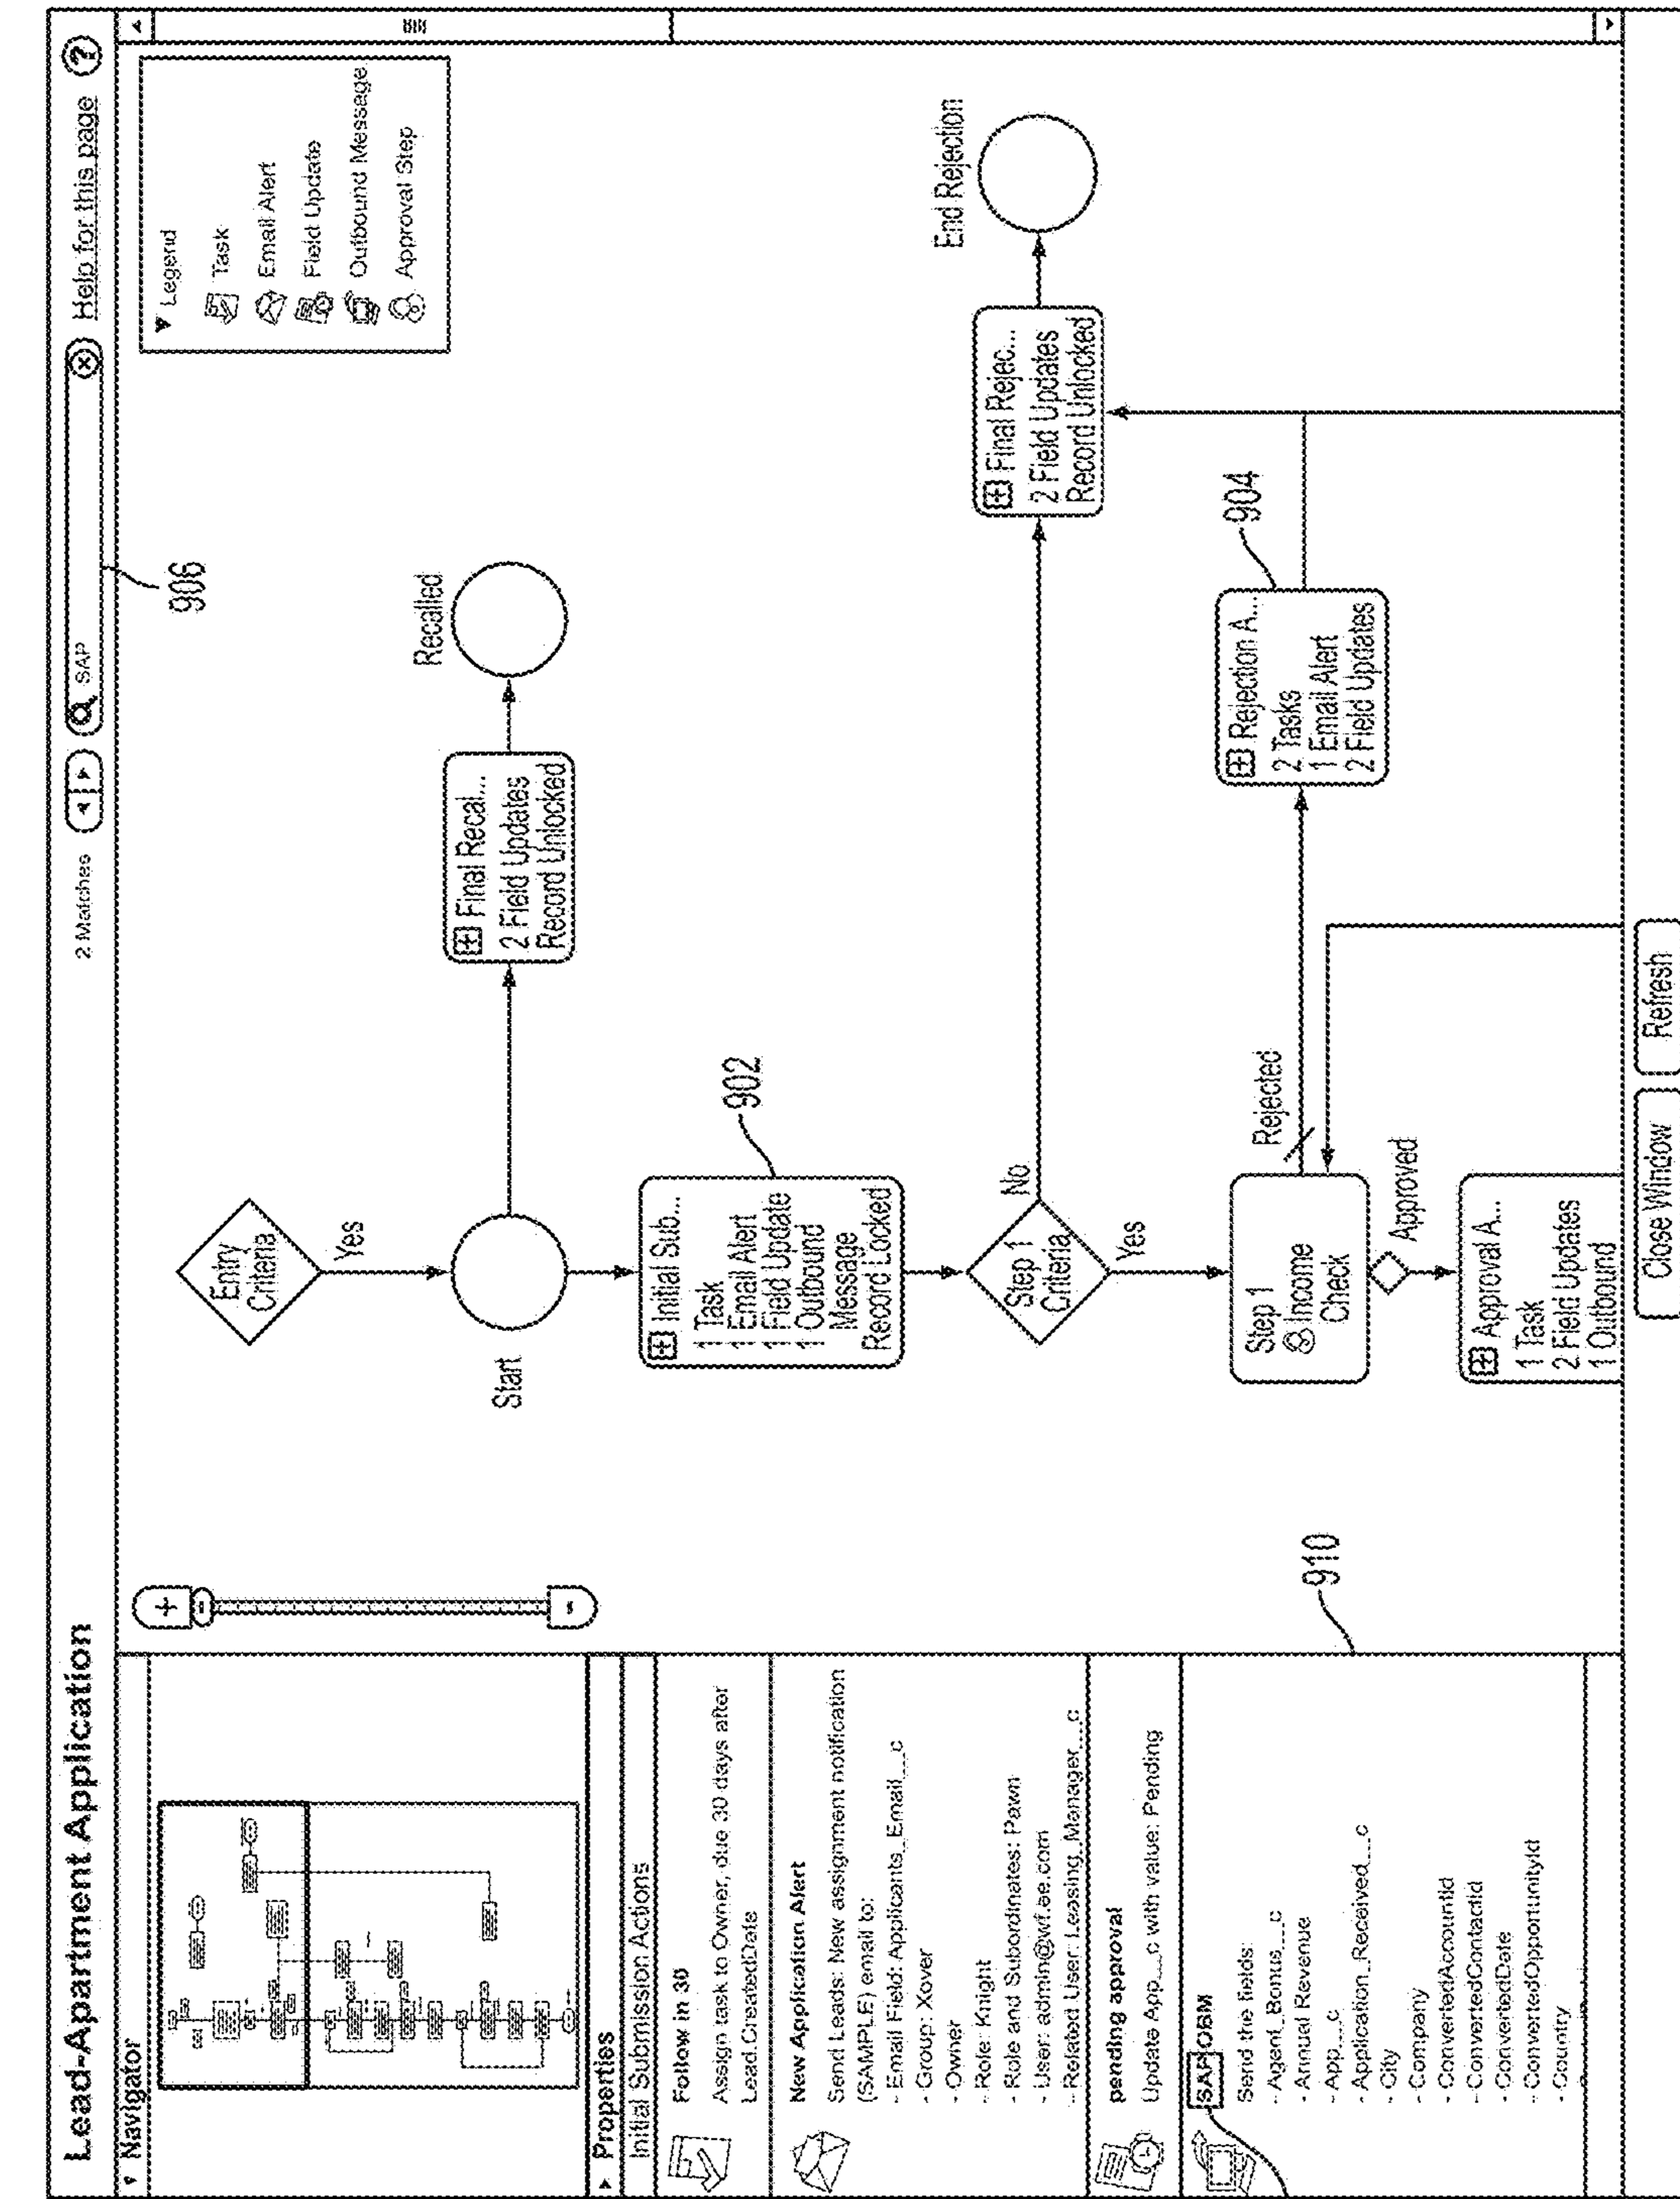 Lead-Apartment Application
2 Matches
SAP
Help for this page
?
Navigator
+
-
Properties
Initial Submission Actions
Follow in 30
Assign task to Owner, due 30 days after
Lead.CreatedDate
New Application Alert
Send Leads: New assignment notification
(SAMPLE) email to:
- Email Field: Applicants_Email__c
- Group: Xover
- Owner
- Role: Knight
- Role and Subordinates: Pawn
- User: admin@wf.ae.com
- Related User: Leasing_Manager__c
pending approval
Update App__c with value: Pending
SAP OBM
Send the fields:
- Agent_Bonus__c
- Annual Revenue
- App__c
- Application_Received__c
- City
- Company
- ConvertedAccountId
- ConvertedContactId
- ConvertedDate
- ConvertedOpportunityId
- Country
910
Entry
Criteria
Yes
Start
Final Recal...
2 Field Updates
Record Unlocked
Recalled
906
Legend
Task
Email Alert
Field Update
Outbound Message
Approval Step
Initial Sub...
1 Task
1 Email Alert
1 Field Update
1 Outbound
Message
Record Locked
902
Step 1
Criteria
No
Yes
Final Rejec...
2 Field Updates
Record Unlocked
End Rejection
Step 1
Income
Check
Rejected
Approved
Rejection A...
2 Tasks
1 Email Alert
2 Field Updates
904
Approval A...
1 Task
2 Field Updates
1 Outbound
Close Window
Refresh